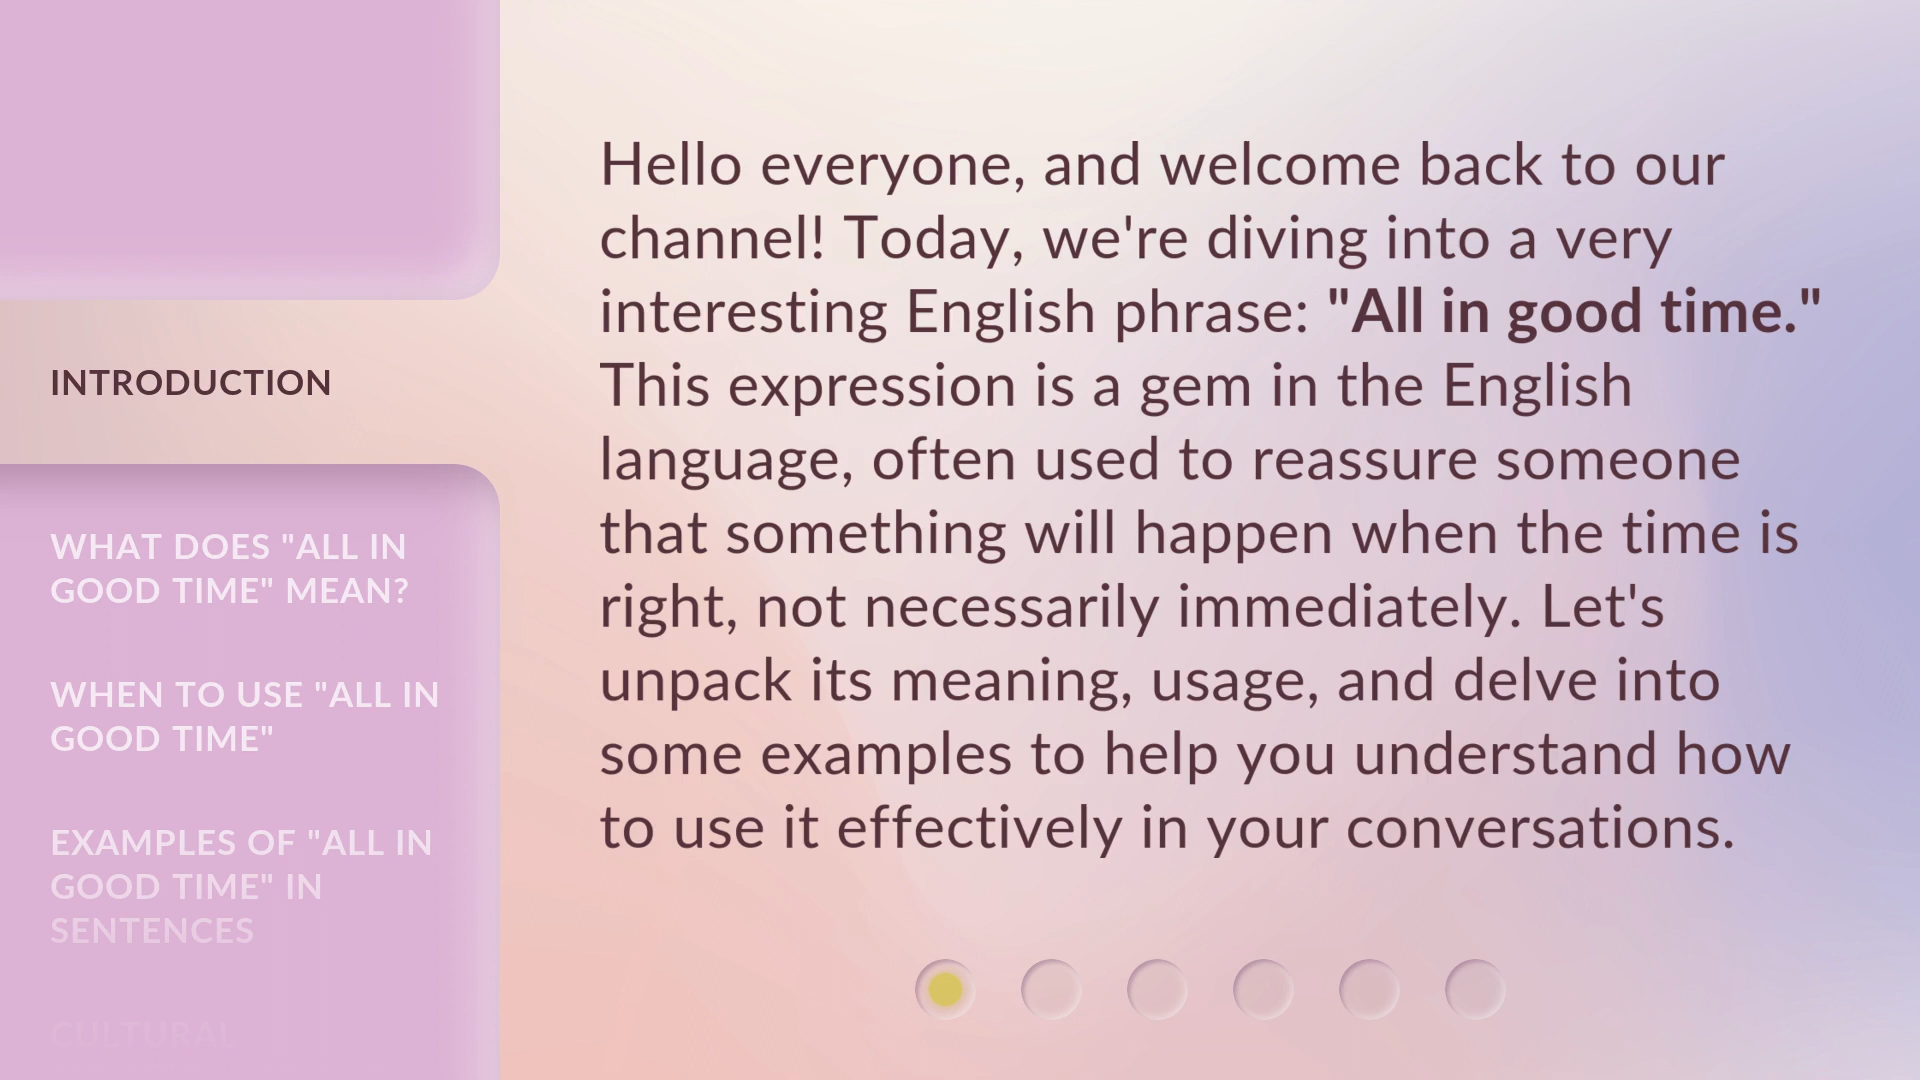 INTRODUCTION
WHAT DOES "ALL IN
GOOD TIME" MEAN?
WHEN TO USE "ALL IN
GOOD TIME"
EXAMPLES OF "ALL IN
GOOD TIME" IN
SENTENCES
CULTURAL
Hello everyone, and welcome back to our
channel! Today, we're diving into a very
interesting English phrase: "All in good time."
This expression is a gem in the English
language, often used to reassure someone
that something will happen when the time is
right, not necessarily immediately. Let's
unpack its meaning, usage, and delve into
some examples to help you understand how
to use it effectively in your conversations.